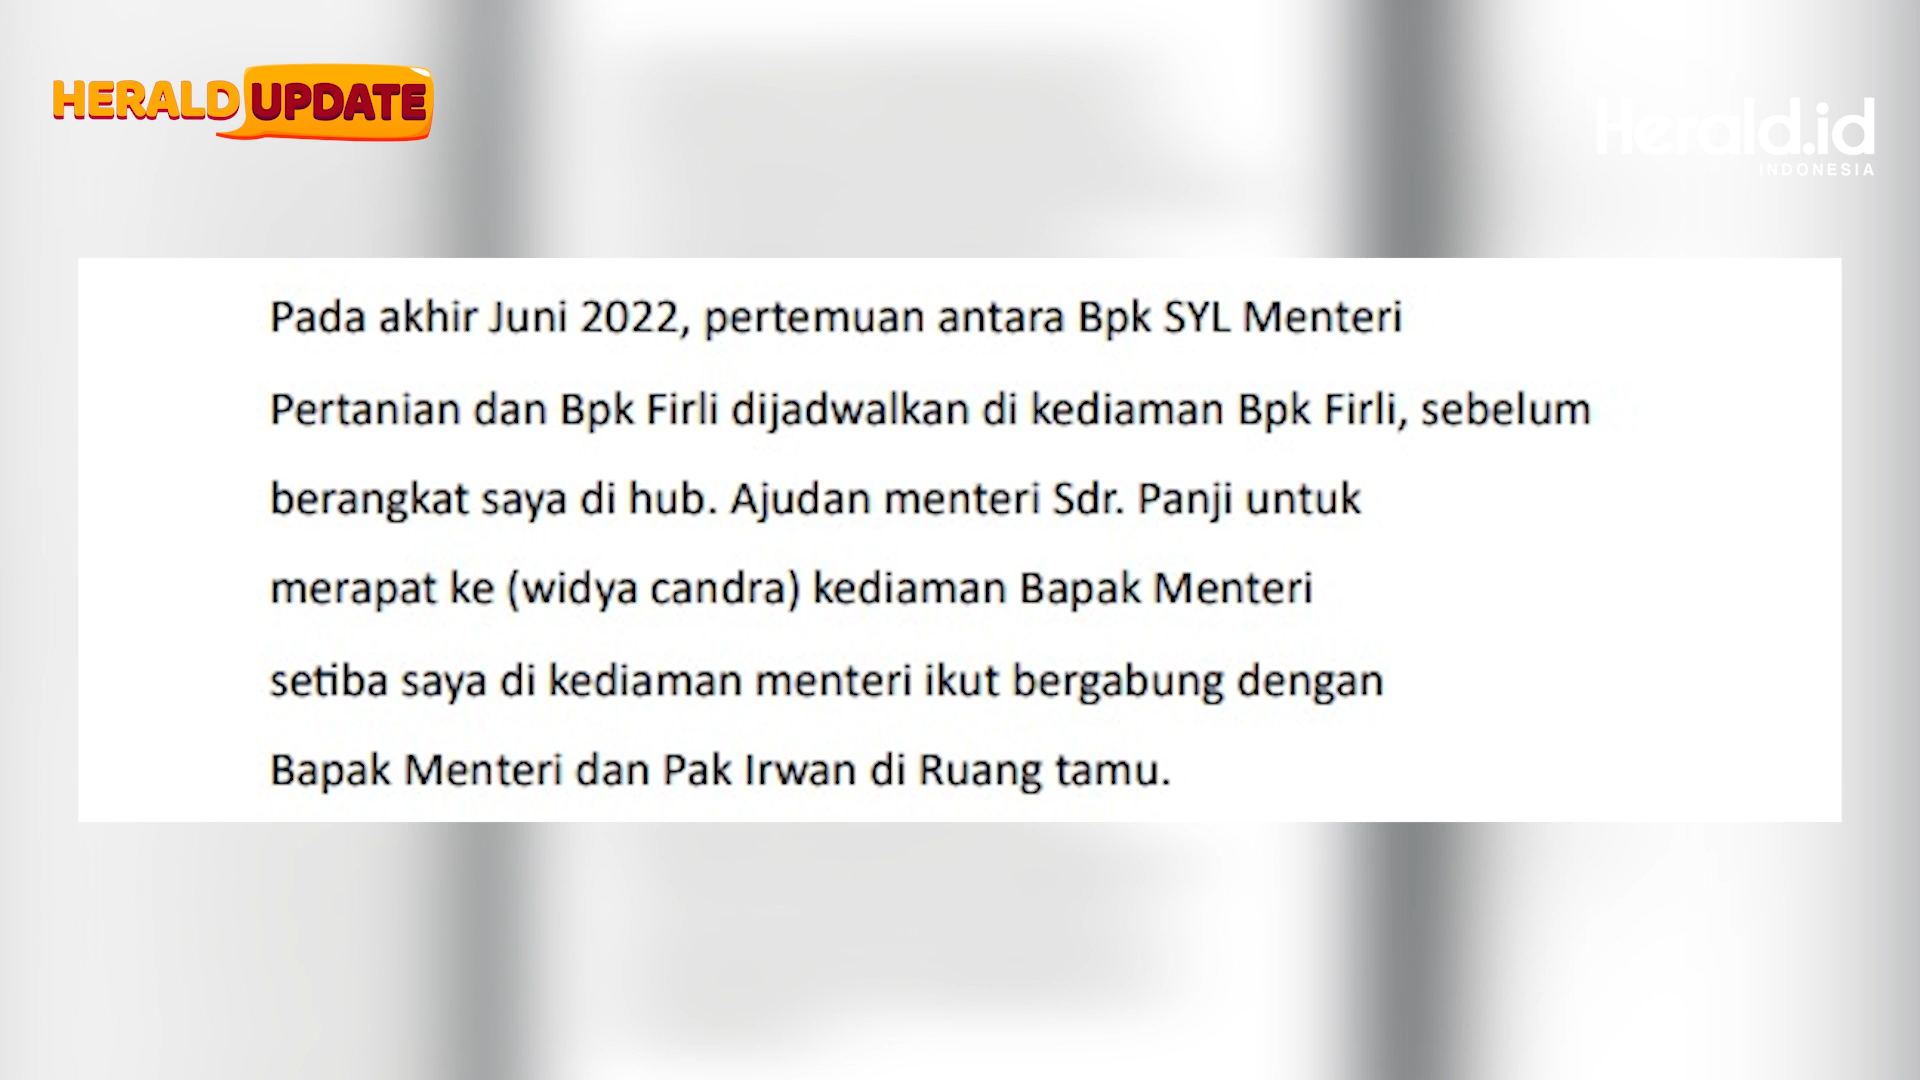 HERALD UPDATE
Herald.id
INDONESIA
Pada akhir Juni 2022, pertemuan antara Bpk SYL Menteri
Pertanian dan Bpk Firli dijadwalkan di kediaman Bpk Firli, sebelum
berangkat saya di hub. Ajudan menteri Sdr. Panji untuk
merapat ke (widya candra) kediaman Bapak Menteri
setiba saya di kediaman menteri ikut bergabung dengan
Bapak Menteri dan Pak Irwan di Ruang tamu.